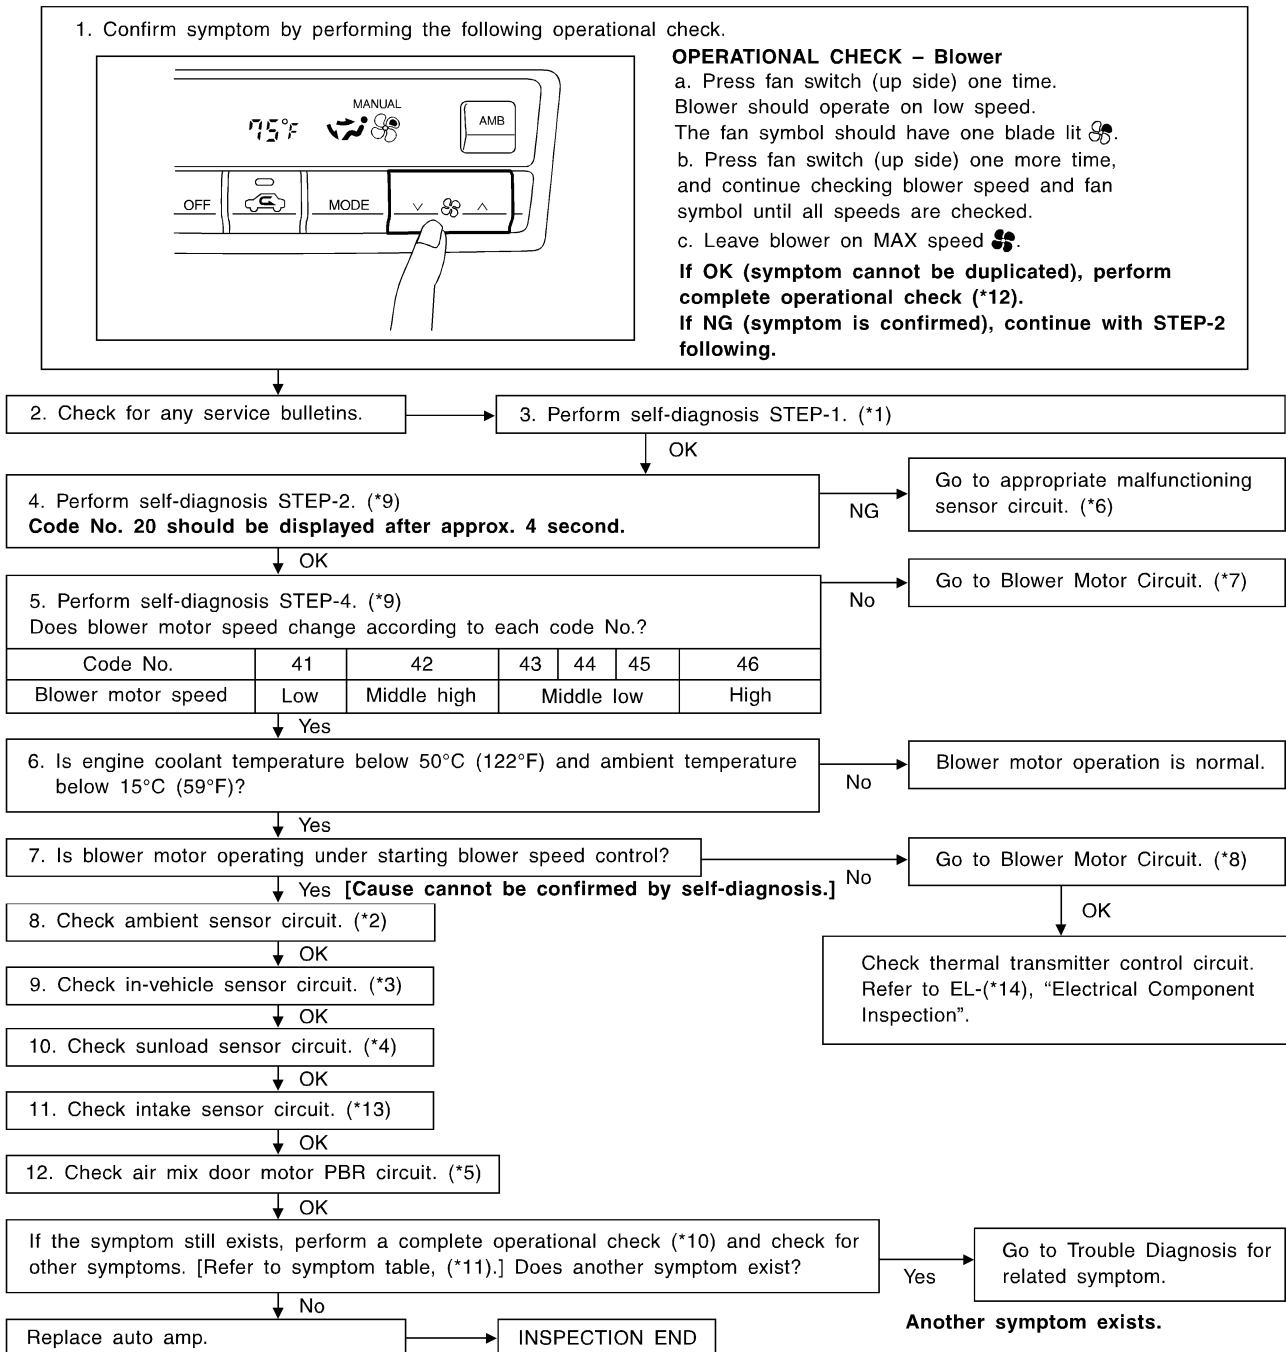 1. Confirm symptom by performing the following operational check.
MANUAL
75°F
AMB
OFF
MODE
OPERATIONAL CHECK – Blower
a. Press fan switch (up side) one time.
Blower should operate on low speed.
The fan symbol should have one blade lit .
b. Press fan switch (up side) one more time,
and continue checking blower speed and fan
symbol until all speeds are checked.
c. Leave blower on MAX speed .
If OK (symptom cannot be duplicated), perform
complete operational check (*12).
If NG (symptom is confirmed), continue with STEP-2
following.
2. Check for any service bulletins.
3. Perform self-diagnosis STEP-1. (*1)
OK
4. Perform self-diagnosis STEP-2. (*9)
Code No. 20 should be displayed after approx. 4 second.
NG
Go to appropriate malfunctioning
sensor circuit. (*6)
OK
5. Perform self-diagnosis STEP-4. (*9)
Does blower motor speed change according to each code No.?
No
Go to Blower Motor Circuit. (*7)
Code No. 41 42 43 44 45 46
Blower motor speed Low Middle high Middle low High
Yes
6. Is engine coolant temperature below 50°C (122°F) and ambient temperature
below 15°C (59°F)?
No
Blower motor operation is normal.
Yes
7. Is blower motor operating under starting blower speed control?
No
Go to Blower Motor Circuit. (*8)
Yes [Cause cannot be confirmed by self-diagnosis.]
OK
Check thermal transmitter control circuit.
Refer to EL-(*14), “Electrical Component
Inspection”.
8. Check ambient sensor circuit. (*2)
OK
9. Check in-vehicle sensor circuit. (*3)
OK
10. Check sunload sensor circuit. (*4)
OK
11. Check intake sensor circuit. (*13)
OK
12. Check air mix door motor PBR circuit. (*5)
OK
If the symptom still exists, perform a complete operational check (*10) and check for
other symptoms. [Refer to symptom table, (*11).] Does another symptom exist?
Yes
Go to Trouble Diagnosis for
related symptom.
Another symptom exists.
No
Replace auto amp.
INSPECTION END